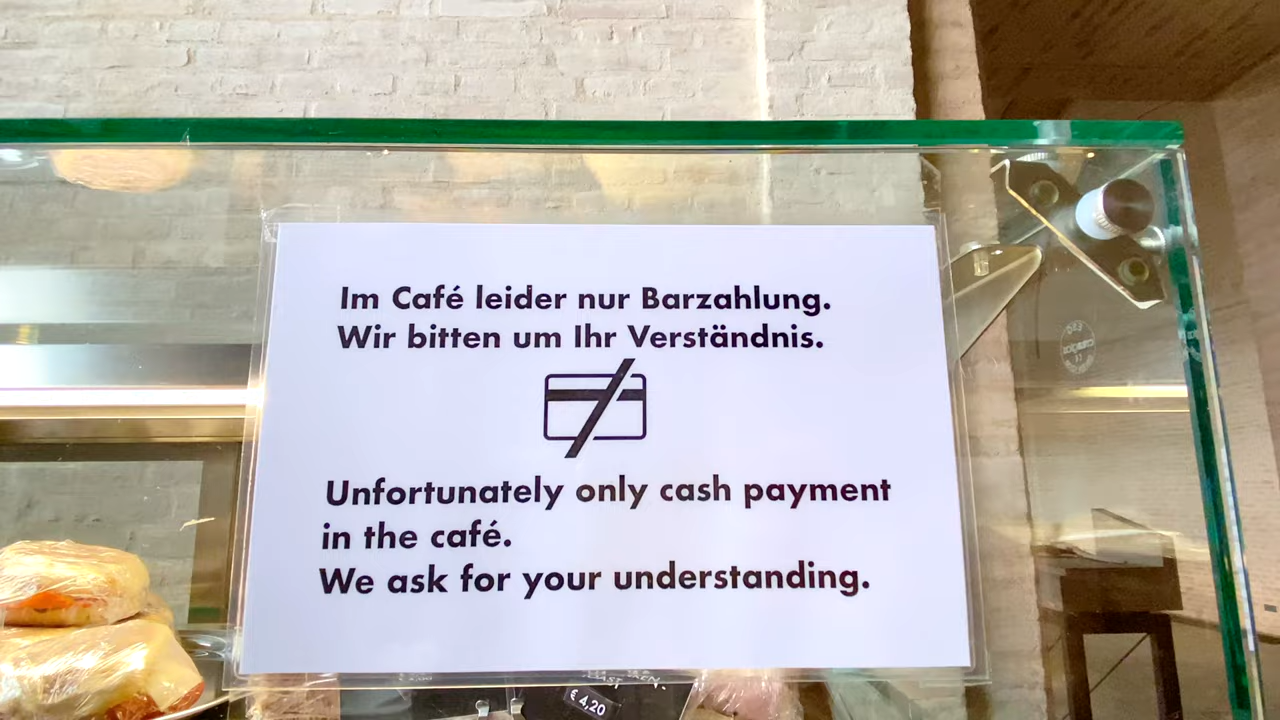 Im Café leider nur Barzahlung.
Wir bitten um Ihr Verständnis.
Unfortunately only cash payment
in the café.
We ask for your understanding.
€ 4,20